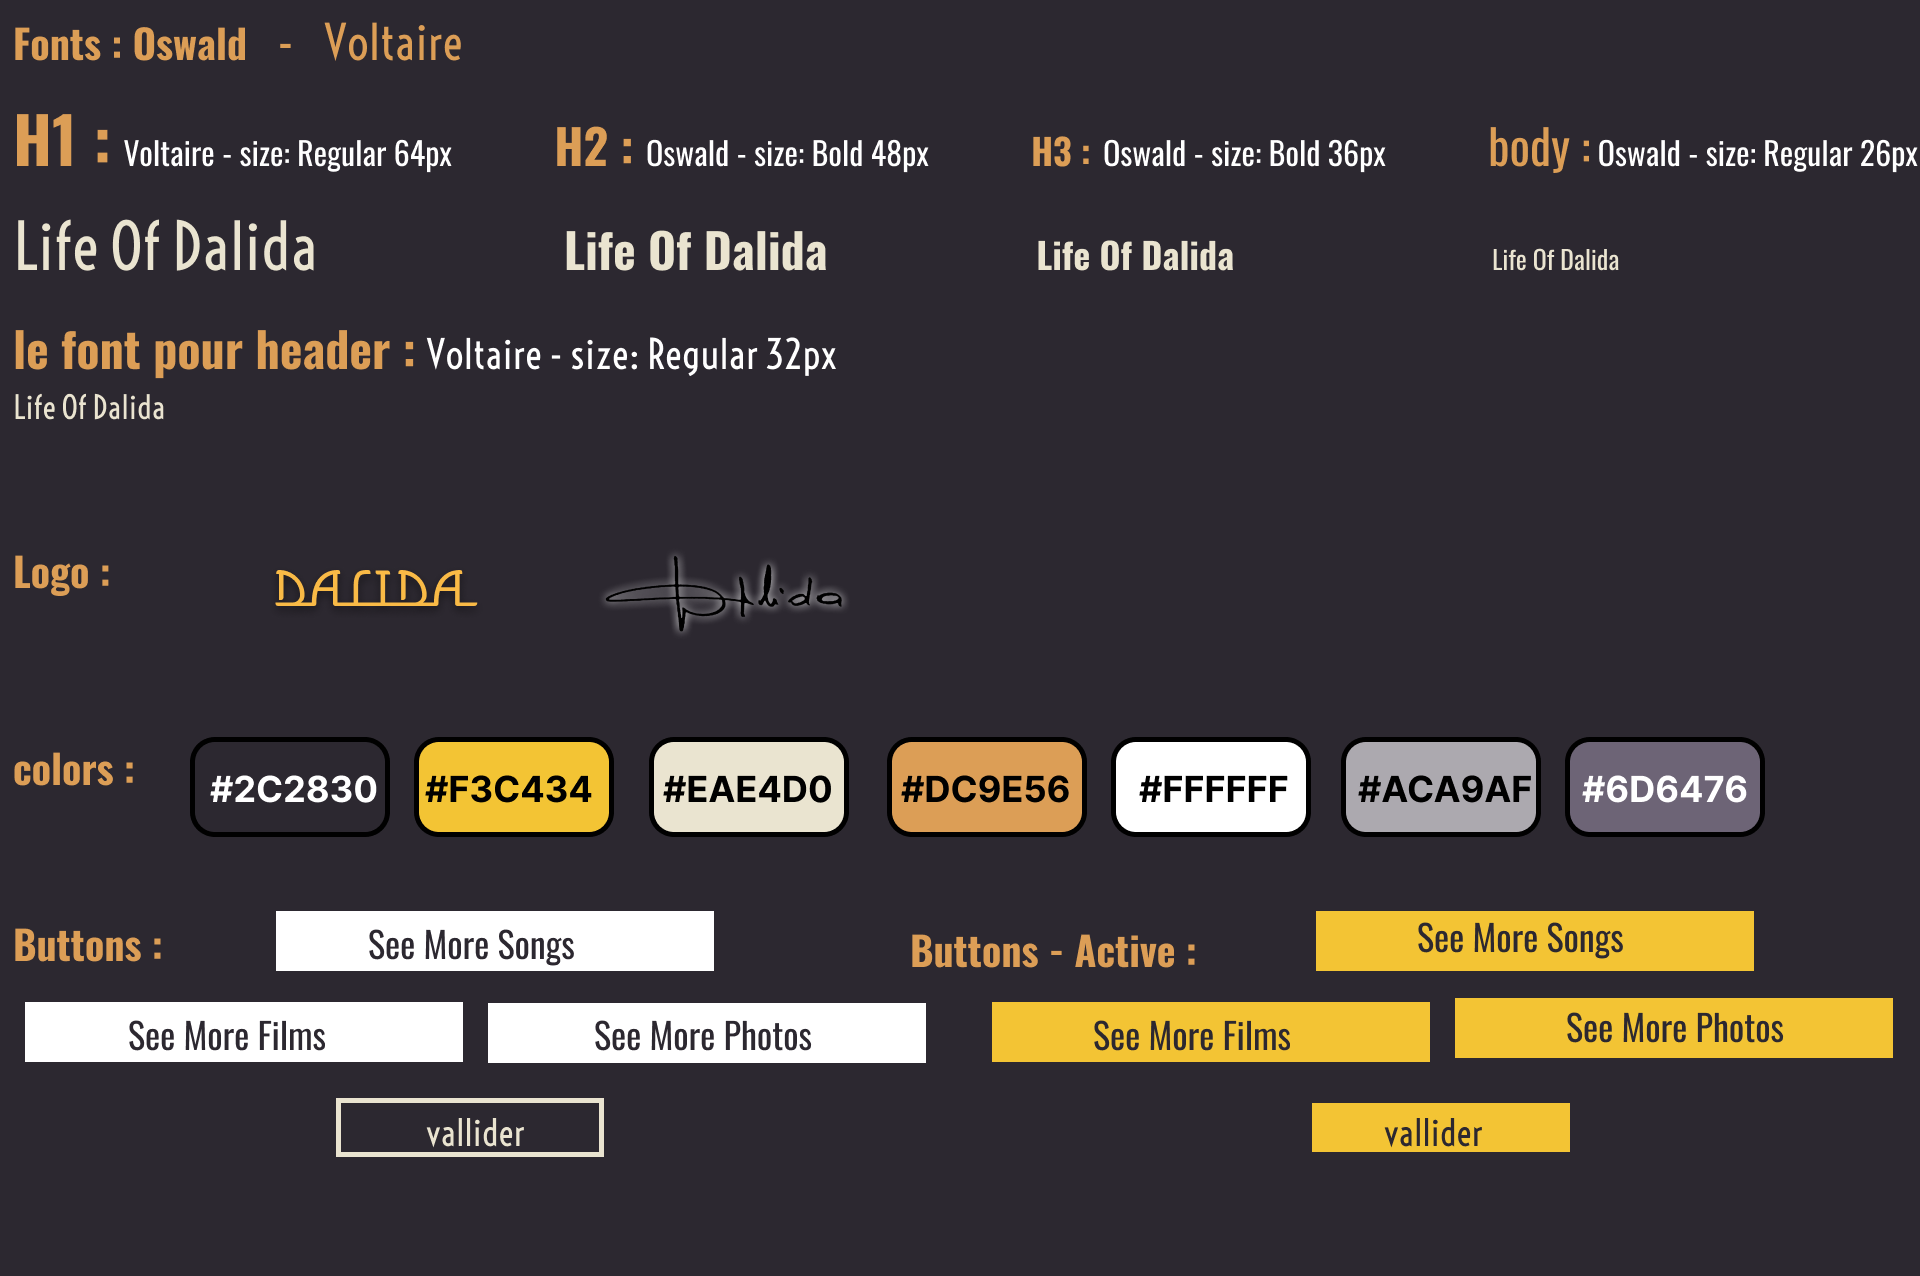 Fonts : Oswald - Voltaire
H1 : Voltaire - size: Regular 64px
H2 : Oswald - size: Bold 48px
H3 : Oswald - size: Bold 36px
body : Oswald - size: Regular 26px
Life Of Dalida
Life Of Dalida
Life Of Dalida
Life Of Dalida
le font pour header : Voltaire - size: Regular 32px
Life Of Dalida
Logo :
DALIDA
Dalida
colors :
#2C2830
#F3C434
#EAE4D0
#DC9E56
#FFFFFF
#ACA9AF
#6D6476
Buttons :
See More Songs
See More Films
See More Photos
vallider
Buttons - Active :
See More Songs
See More Films
See More Photos
vallider